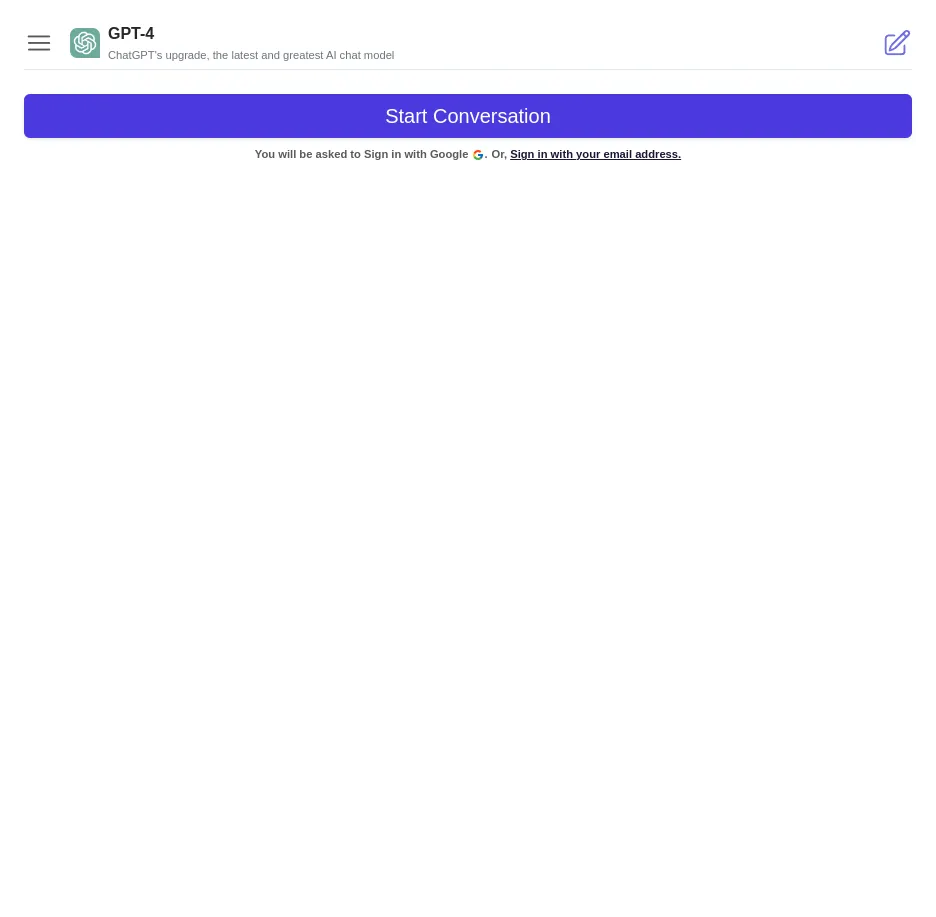 GPT-4
ChatGPT's upgrade, the latest and greatest AI chat model
Start Conversation
You will be asked to Sign in with Google . Or, Sign in with your email address.